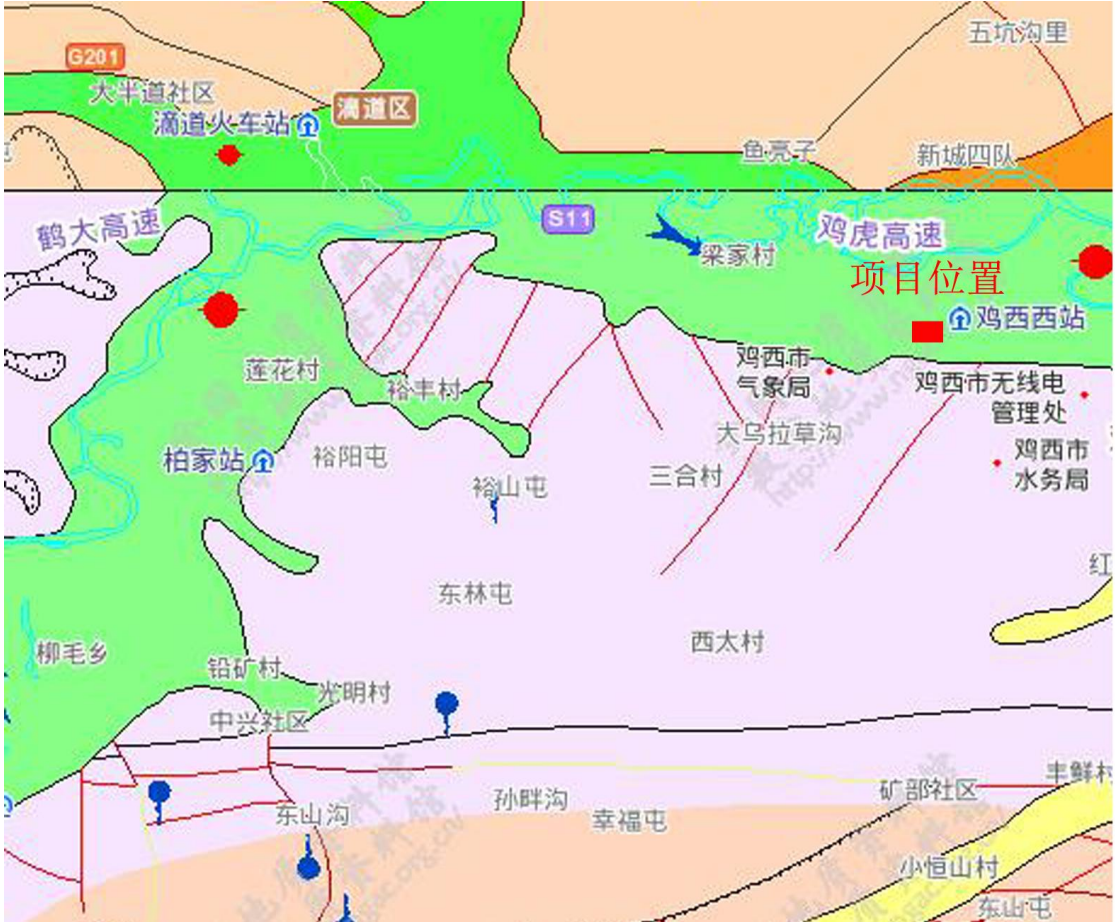 五坑沟里
G201
大半道社区
滴道区
滴道火车站
鱼亮子
新城四队
鹤大高速
S11
鸡虎高速
梁家村
项目位置
鸡西西站
莲花村
裕丰村
鸡西市
气象局
鸡西市无线电
管理处
大乌拉草沟
柏家站
裕阳屯
鸡西市
水务局
三合村
裕山屯
红
东林屯
西太村
柳毛乡
铅矿村
光明村
中兴社区
丰鲜村
矿部社区
孙畔沟
东山沟
幸福屯
小恒山村
东山屯